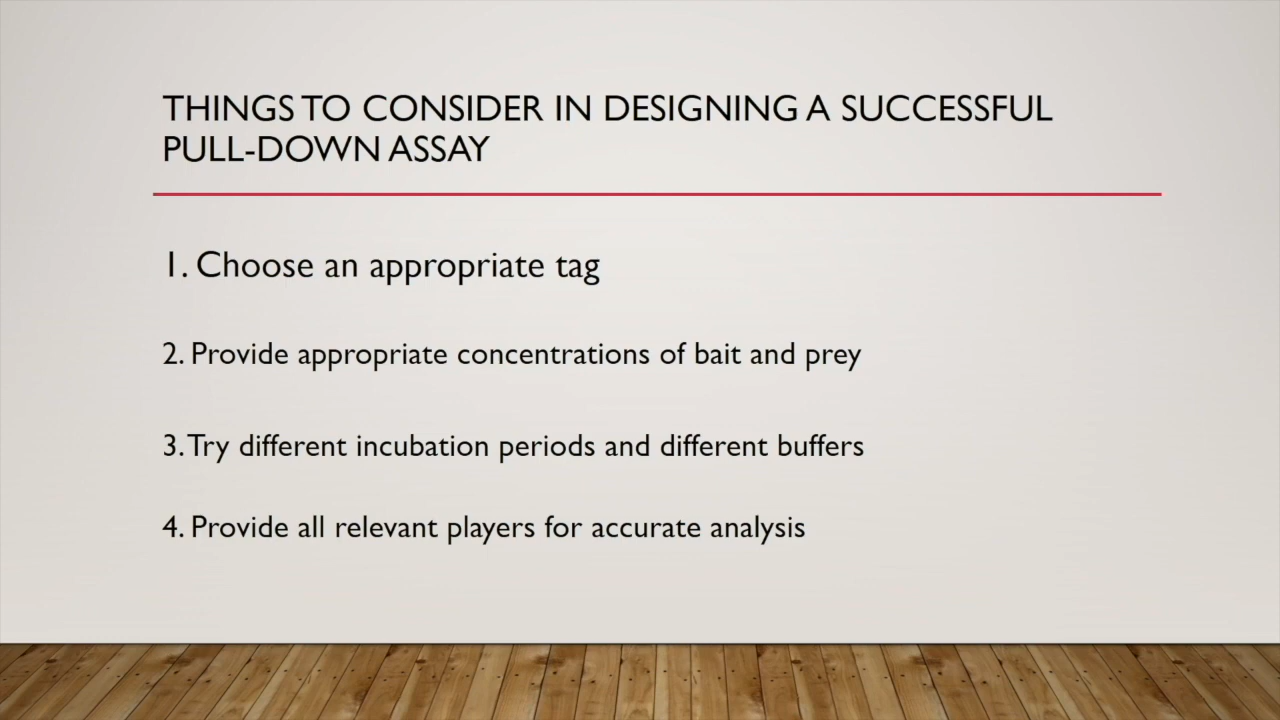 THINGS TO CONSIDER IN DESIGNING A SUCCESSFUL
PULL-DOWN ASSAY
1. Choose an appropriate tag
2. Provide appropriate concentrations of bait and prey
3. Try different incubation periods and different buffers
4. Provide all relevant players for accurate analysis